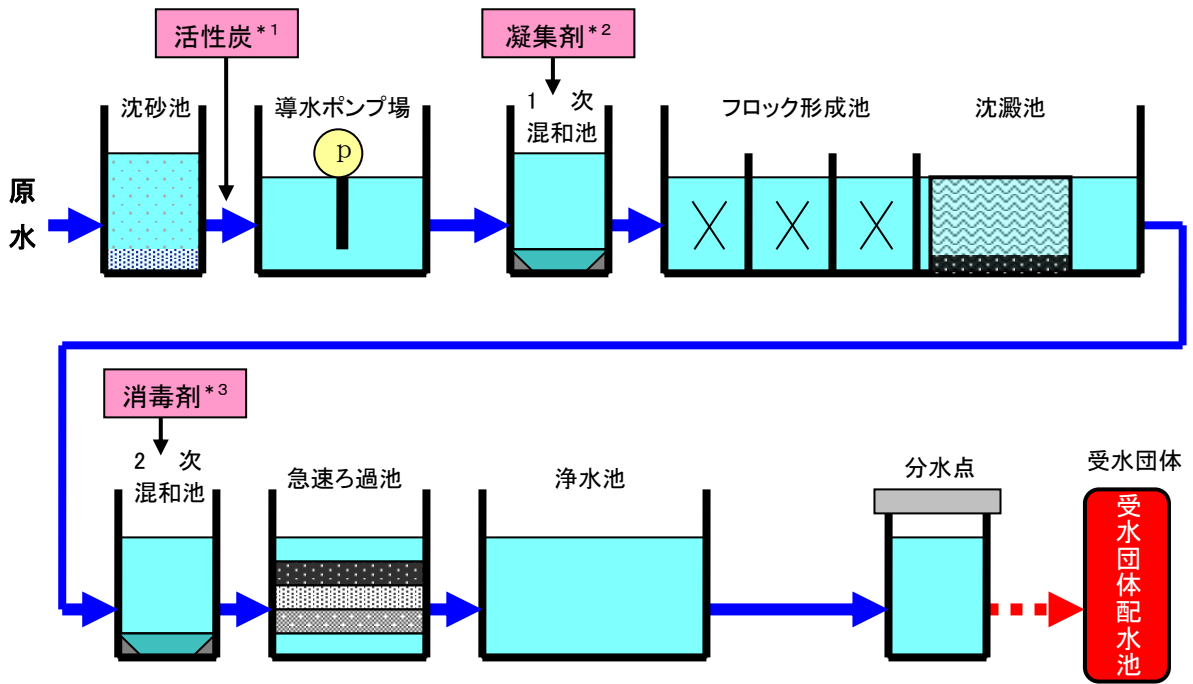 活性炭*1
凝集剤*2
沈砂池
導水ポンプ場
1 次
混和池
フロック形成池
沈澱池
p
原
水
消毒剤*3
2 次
混和池
急速ろ過池
浄水池
分水点
受水団体
受水団体配水池